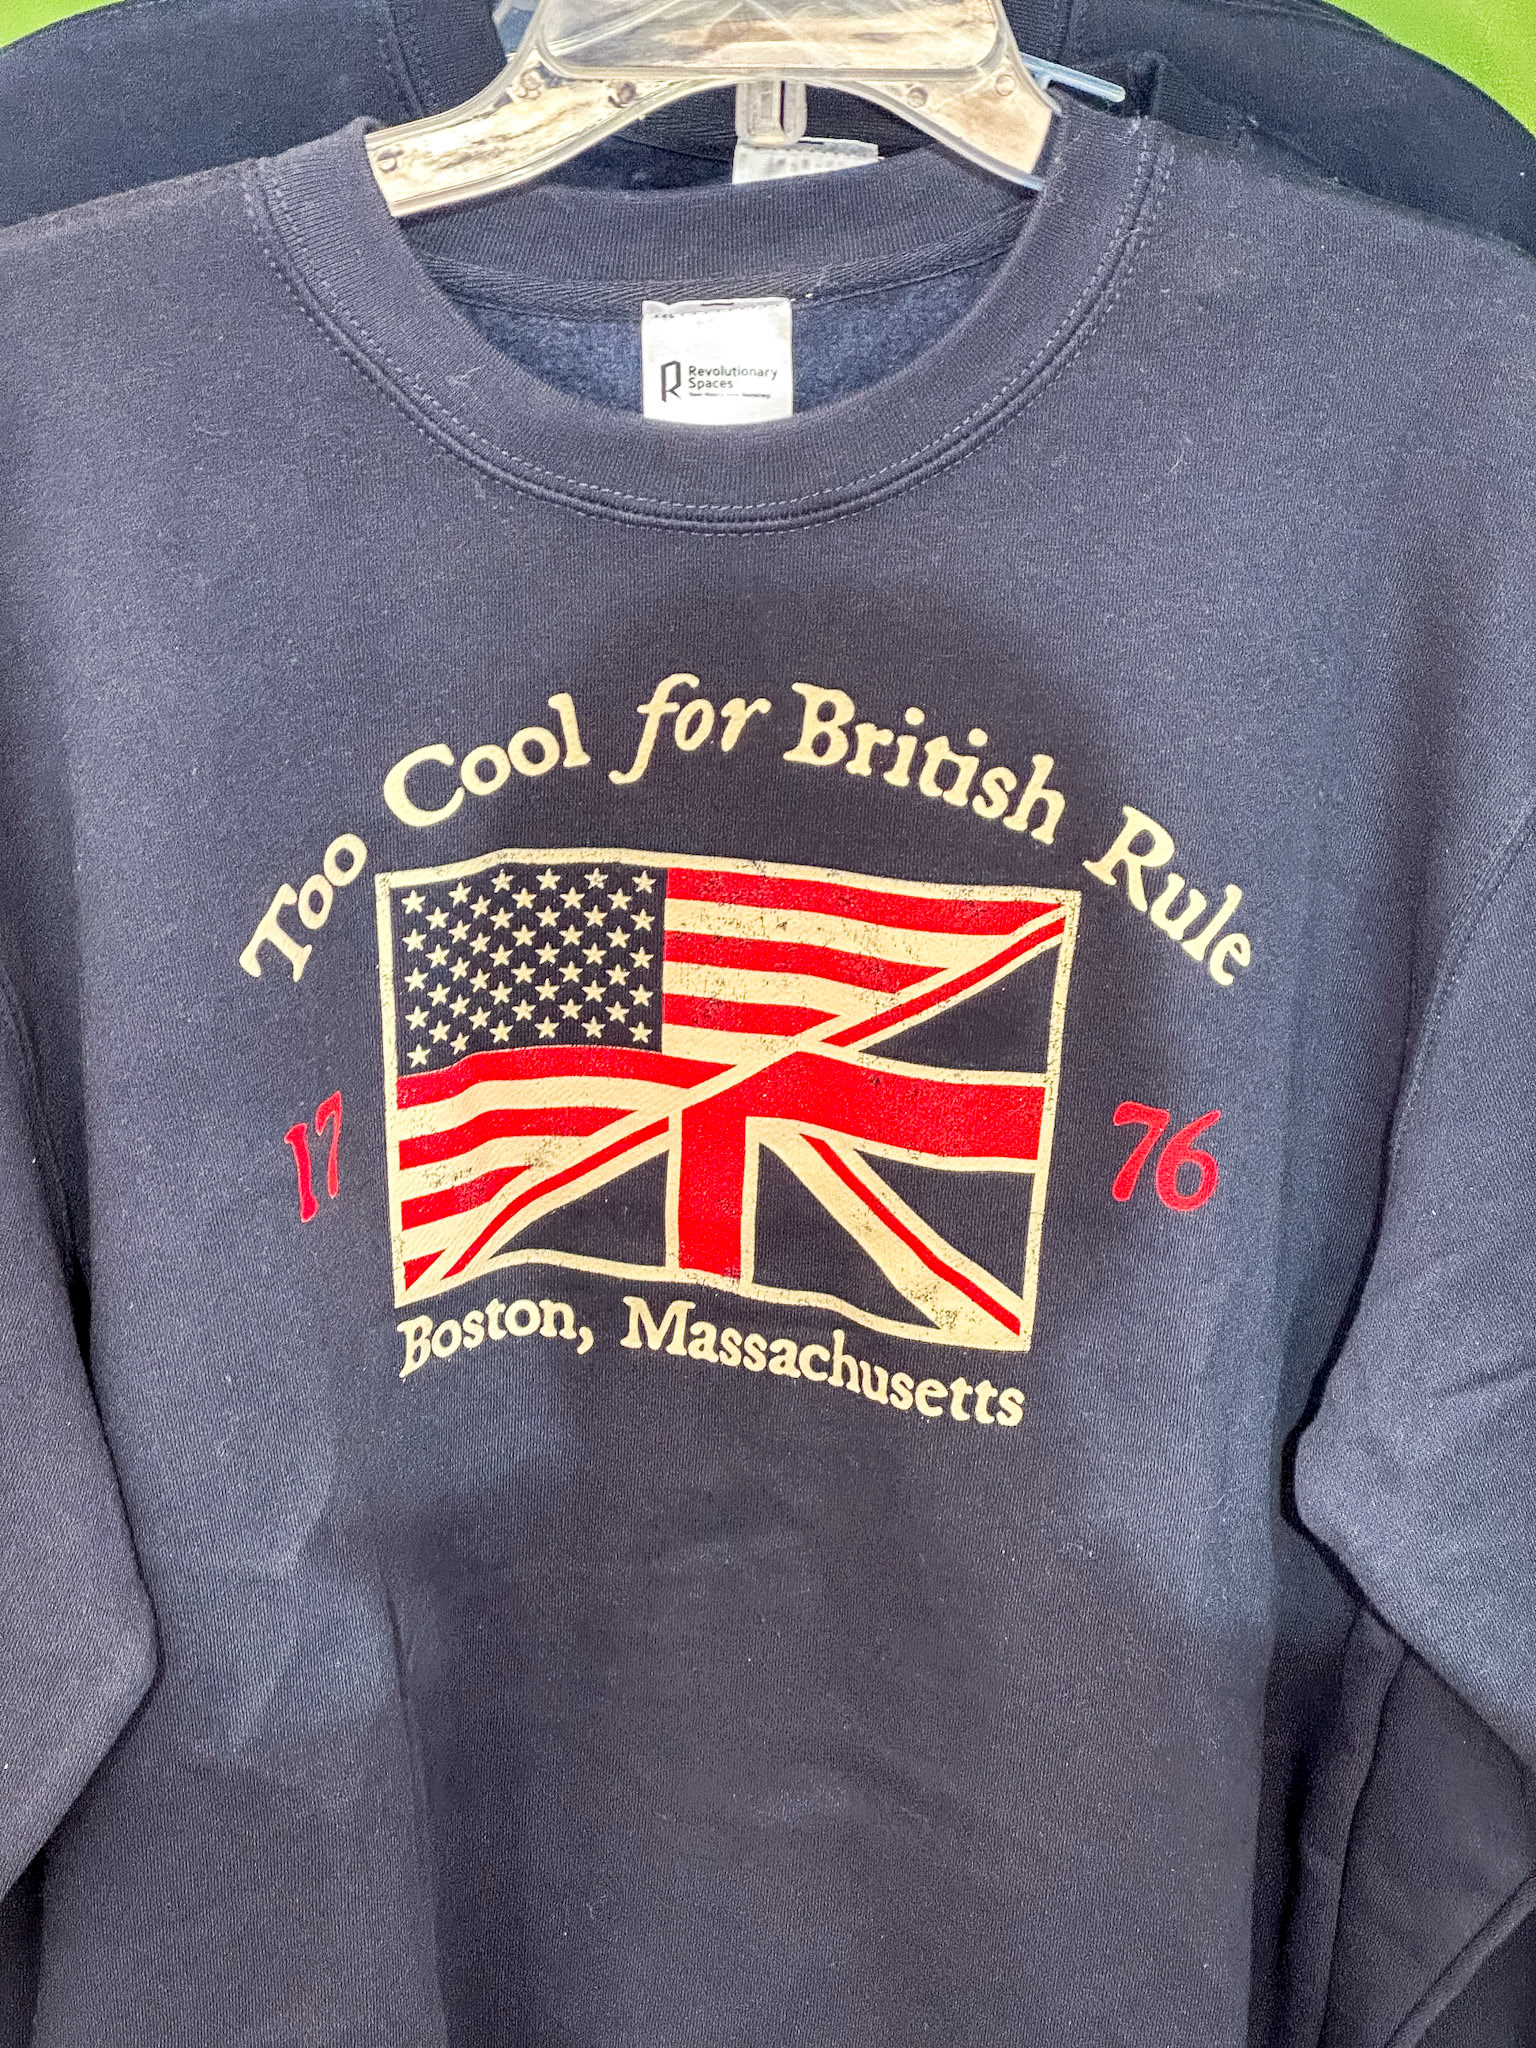 Revolutionary
Spaces
Too Cool for British Rule
17 76
Boston, Massachusetts